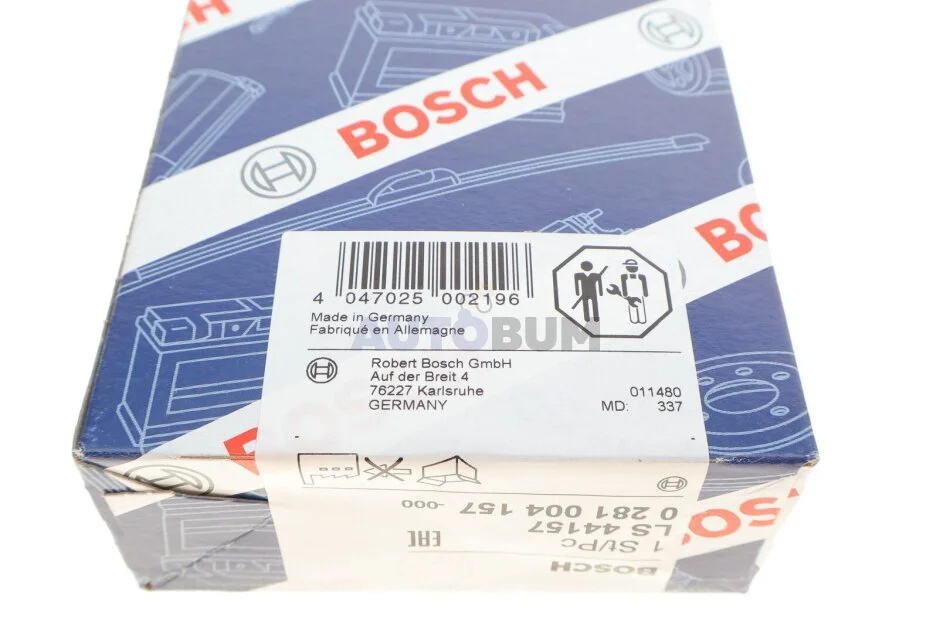 BOSCH
BOSCH
BOSCH
4 047025 002196
Made in Germany
Fabriqué en Allemagne
AUTOBUM
Robert Bosch GmbH
Auf der Breit 4
76227 Karlsruhe
GERMANY
011480
MD: 337
0 281 004 157 -000
LS 44157
1 St/Pc
EAC
BOSCH
BOSCH